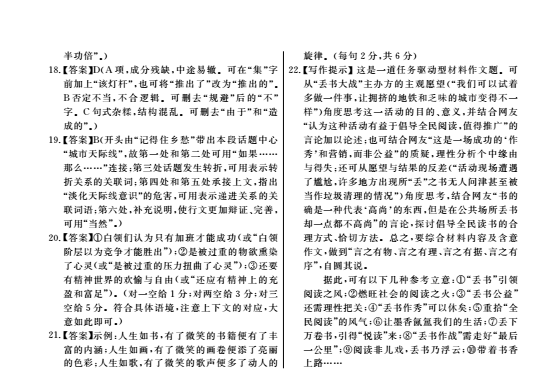 半功倍”。)
18.【答案】D(A项，成分残缺，中途易辙。可在“集”字
前加上“该灯杆”，也可将“推出了”改为“推出的”。
B否定不当，不合逻辑。可删去“规避”后的“不”
字。C句式杂糅，结构混乱。可删去“由于”和“造
成的”。)
19.【答案】B(开头由“记得住乡愁”带出本段话题中心
“城市天际线”，故第一处和第二处可用“如果……
那么……”连接；第三处话题发生转折，可用表示转
折关系的关联词；第四处和第五处承接上文，指出
“淡化天际线意识”的危害，可用表示递进关系的关
联词语；第六处，补充说明，使行文更加辩证、完善，
可用“当然”。)
20.【答案】①白领们认为只有加班才能成功(或“白领
阶层以为竞争才能胜出”)；②是被过重的物欲熏染
了心灵(或“是被过重的压力扭曲了心灵”)；③还要
有精神世界的欢愉与自由(或“还应有精神上的充
盈和富足”)。(对一空给1分；对两空给3分；对三
空给5分。符合具体语境，注意上下文的对应，大
意如此即可。)
21.【答案】示例：人生如书，有了微笑的书籍便有了丰
富的内涵；人生如画，有了微笑的画卷便添了亮丽
的色彩；人生如歌，有了微笑的歌声便多了动人的
旋律。(每句2分，共6分)
22.【写作提示】这是一道任务驱动型材料作文题。可
从“丢书大战”主办方的主观愿望(“我们可以试着
多做一件事，让拥挤的地铁和乏味的城市变得不一
样”)角度思考这一活动的目的、意义，并结合网友
“认为这种活动有益于倡导全民阅读，值得推广”的
言论加以论述；也可结合网友“这是一场成功的‘作
秀’和营销，而非公益”的质疑，理性分析个中缘由
与得失；还可从愿望与结果的反差(“活动现场遭遇
了尴尬，许多地方出现所‘丢’之书无人问津甚至被
当作垃圾清理的情况”)角度思考，结合网友“书的
确是一种代表‘高尚’的东西，但是在公共场所丢书
却一点都不高尚”的言论，探讨倡导全民读书的合
理方式、恰切方法。总之，要综合材料内容及含意
作文，做到“言之有物、言之有理、言之有据、言之有
序”，自圆其说。
据此，可有以下几种参考立意：①“丢书”引领
阅读之风；②燃旺社会的阅读之火；③“丢书公益”
还需理性把关；④“丢书作秀”可以休矣；⑤重拾“全
民阅读”的风气；⑥让墨香氤氲我们的生活；⑦丢下
万卷书，引得“悦读”来；⑧“丢书作战”需走好“最后
一公里”；⑨阅读非儿戏，丢书乃浮云；⑩带着书香
上路……